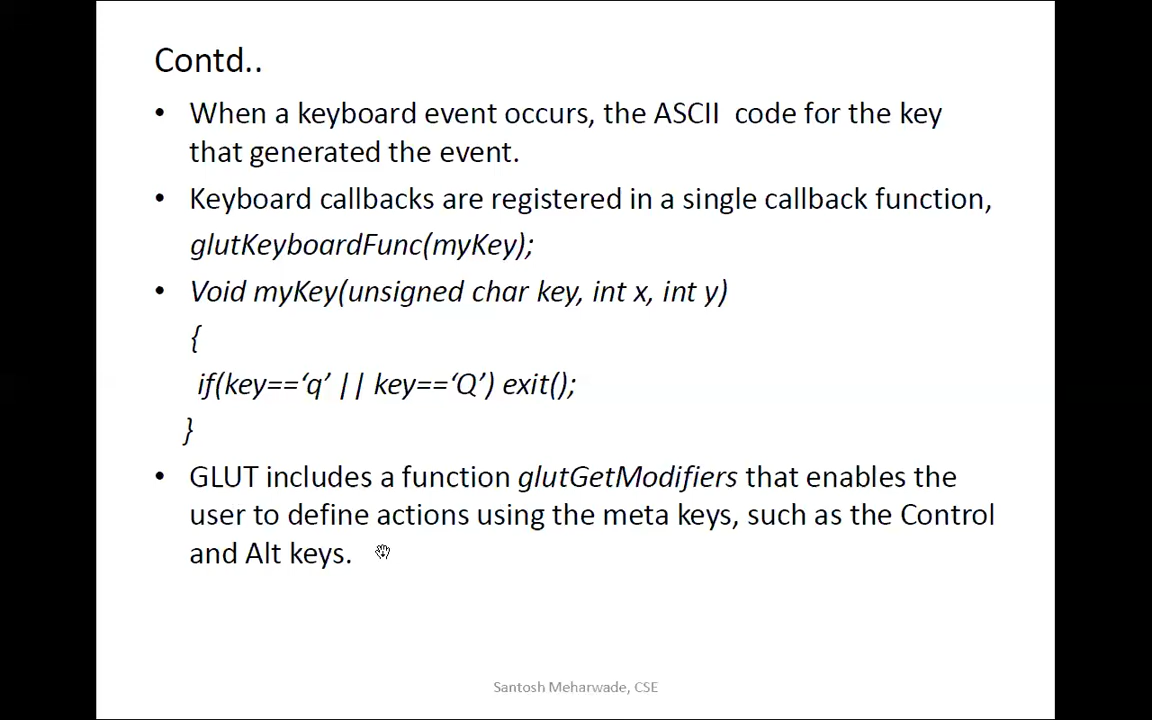 Contd..
• When a keyboard event occurs, the ASCII code for the key
that generated the event.
• Keyboard callbacks are registered in a single callback function,
glutKeyboardFunc(myKey);
• Void myKey(unsigned char key, int x, int y)
{
if(key==‘q’ || key==‘Q’) exit();
}
• GLUT includes a function glutGetModifiers that enables the
user to define actions using the meta keys, such as the Control
and Alt keys.
Santosh Meharwade, CSE